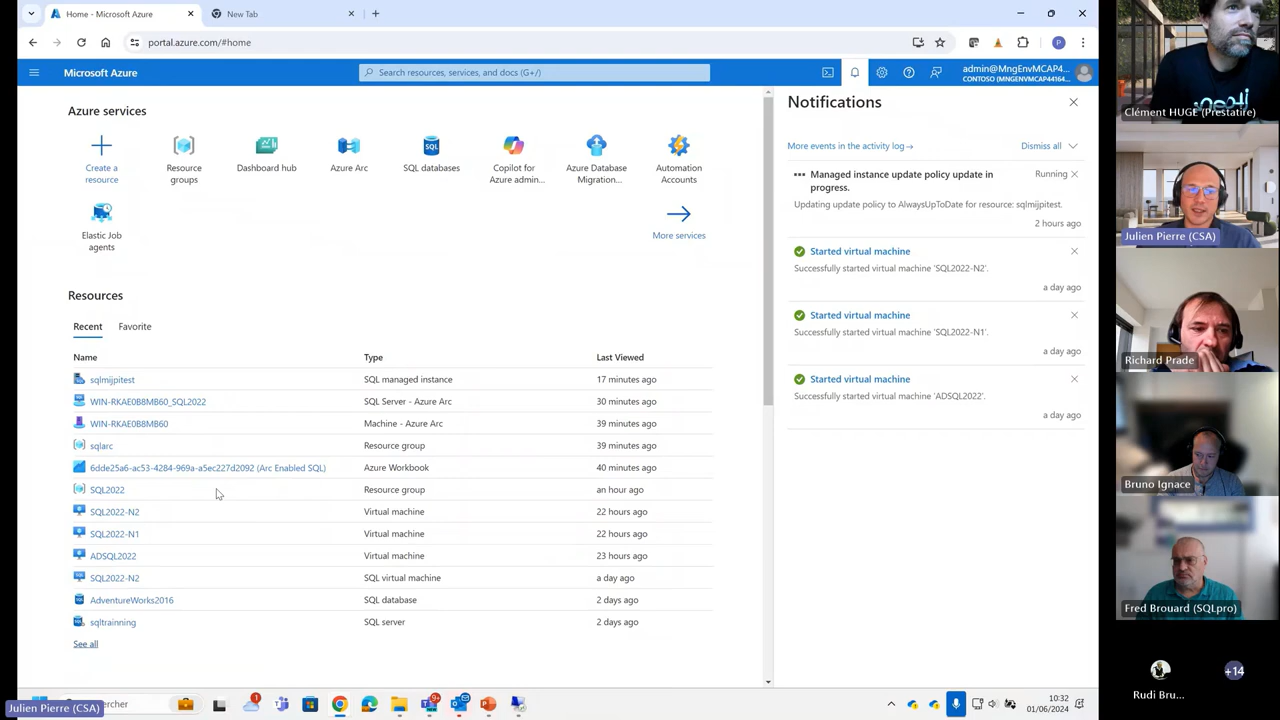 Home - Microsoft Azure
New Tab
portal.azure.com/#home
Microsoft Azure
Search resources, services, and docs (G+/)
admin@MngEnvMCAP4...
CONTOSO (MNGENVMCAP44164...
Azure services
Create a resource
Resource groups
Dashboard hub
Azure Arc
SQL databases
Copilot for Azure admin...
Azure Database Migration...
Automation Accounts
Elastic Job agents
More services
Resources
Recent
Favorite
Name Type Last Viewed
sqlmijpitest SQL managed instance 17 minutes ago
WIN-RKAE0B8MB60_SQL2022 SQL Server - Azure Arc 30 minutes ago
WIN-RKAE0B8MB60 Machine - Azure Arc 39 minutes ago
sqlarc Resource group 39 minutes ago
6dde25a6-ac53-4284-969a-a5ec227d2092 (Arc Enabled SQL) Azure Workbook 40 minutes ago
SQL2022 Resource group an hour ago
SQL2022-N2 Virtual machine 22 hours ago
SQL2022-N1 Virtual machine 22 hours ago
ADSQL2022 Virtual machine 23 hours ago
SQL2022-N2 SQL virtual machine a day ago
AdventureWorks2016 SQL database 2 days ago
sqltrainning SQL server 2 days ago
See all
Notifications
More events in the activity log →
Dismiss all
Managed instance update policy update in progress.
Running
Updating update policy to AlwaysUpToDate for resource: sqlmijpitest.
2 hours ago
Started virtual machine
Successfully started virtual machine 'SQL2022-N2'.
a day ago
Started virtual machine
Successfully started virtual machine 'SQL2022-N1'.
a day ago
Started virtual machine
Successfully started virtual machine 'ADSQL2022'.
a day ago
Clément HUGE (Prestatire)
Julien Pierre (CSA)
Richard Prade
Bruno Ignace
Fred Brouard (SQLpro)
Rudi Bru...
+14
Julien Pierre (CSA)
rcher
10:32
01/06/2024